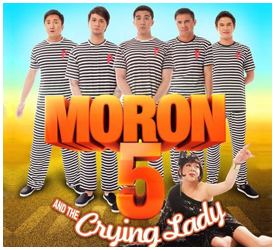 MORON
5
AND THE
Crying Lady